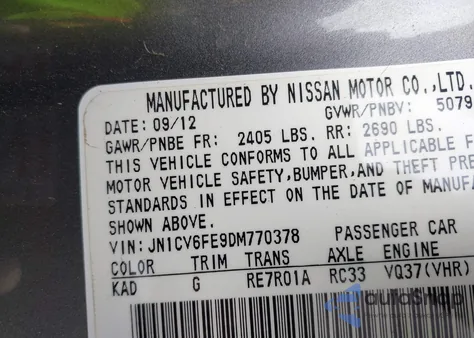 MANUFACTURED BY NISSAN MOTOR CO.,LTD.
DATE: 09/12 GVWR/PNBV: 5079
GAWR/PNBE FR: 2405 LBS. RR: 2690 LBS.
THIS VEHICLE CONFORMS TO ALL APPLICABLE F
MOTOR VEHICLE SAFETY,BUMPER,AND THEFT PRE
STANDARDS IN EFFECT ON THE DATE OF MANUFA
SHOWN ABOVE.
VIN: JN1CV6FE9DM770378 PASSENGER CAR
COLOR TRIM TRANS AXLE ENGINE
KAD G RE7R01A RC33 VQ37(VHR)
AutoSnap